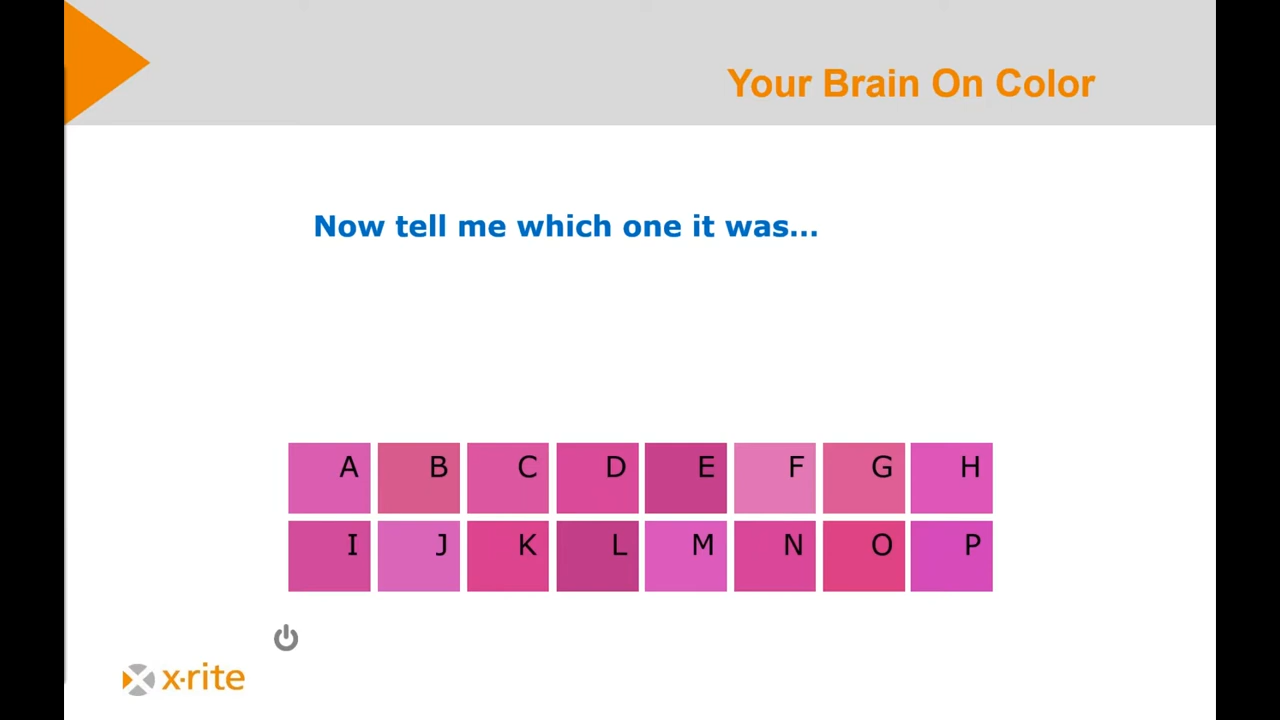 Your Brain On Color
Now tell me which one it was...
A B C D E F G H
I J K L M N O P
x·rite